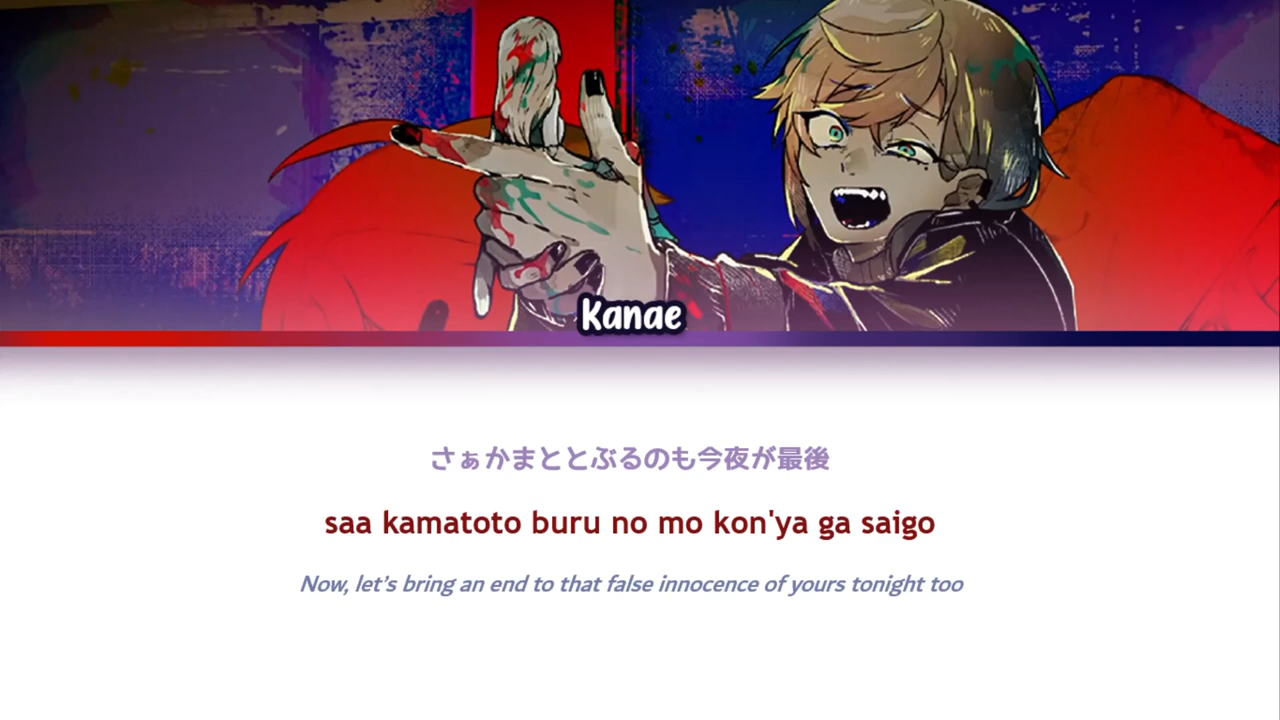 Kanae
さぁかまととぶるのも今夜が最後
saa kamatoto buru no mo kon'ya ga saigo
Now, let's bring an end to that false innocence of yours tonight too